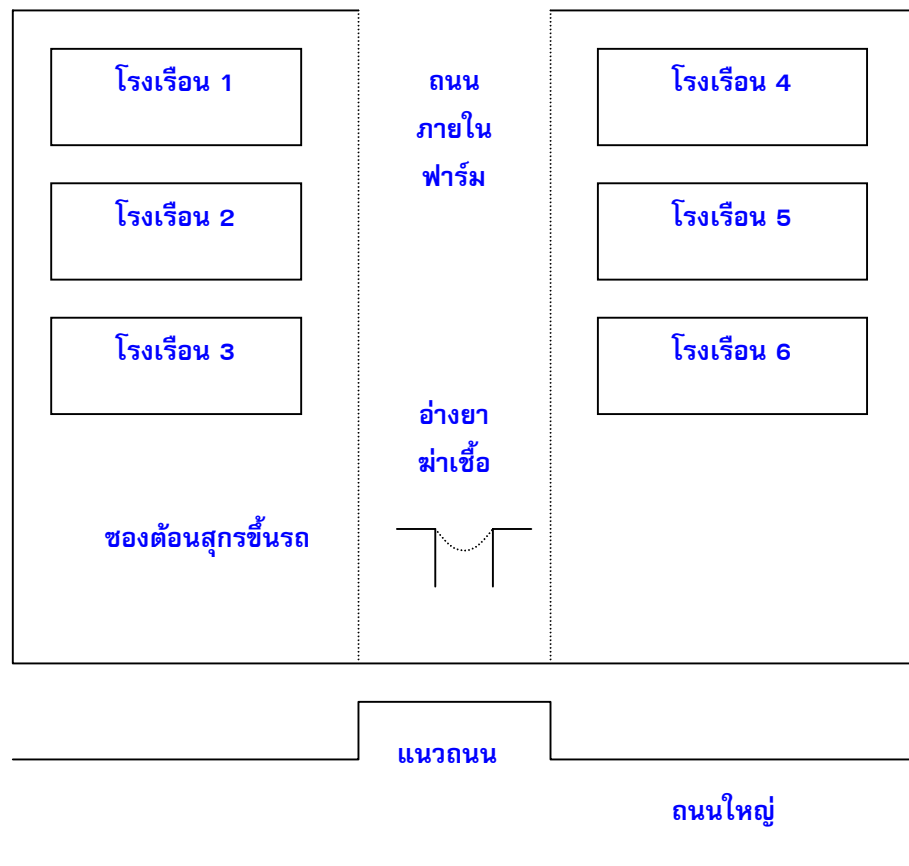 โรงเรือน 1
ถนน
ภายใน
ฟาร์ม
โรงเรือน 4
โรงเรือน 2
โรงเรือน 5
โรงเรือน 3
โรงเรือน 6
อ่างยา
ฆ่าเชื้อ
ซองต้อนสุกรขึ้นรถ
แนวถนน
ถนนใหญ่